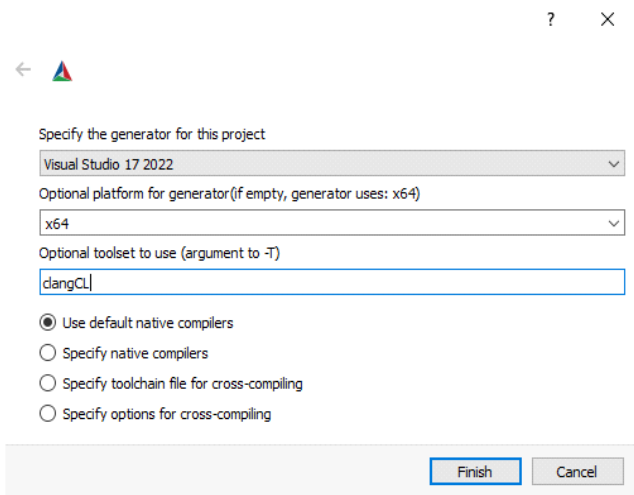 ?
Specify the generator for this project
Visual Studio 17 2022
Optional platform for generator(if empty, generator uses: x64)
x64
Optional toolset to use (argument to -T)
clangCL
Use default native compilers
Specify native compilers
Specify toolchain file for cross-compiling
Specify options for cross-compiling
Finish Cancel